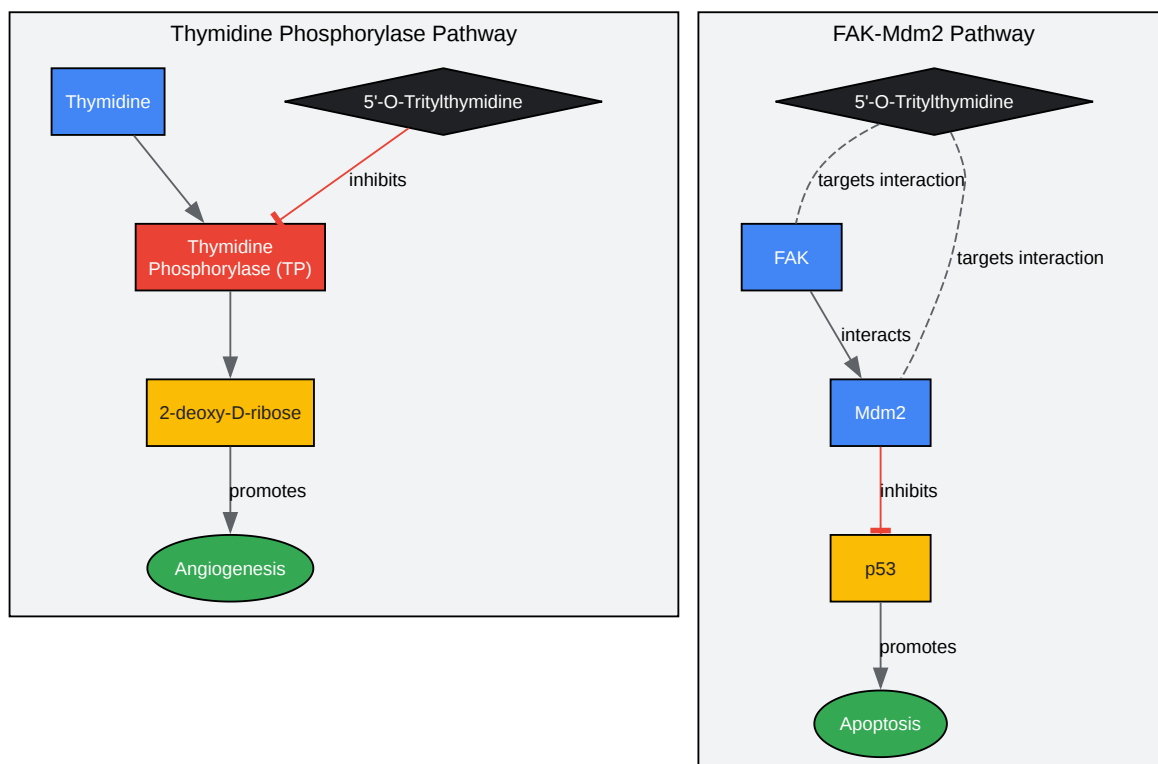 Thymidine Phosphorylase Pathway
Thymidine
5'-O-Tritylthymidine
inhibits
Thymidine
Phosphorylase (TP)
2-deoxy-D-ribose
promotes
Angiogenesis
FAK-Mdm2 Pathway
5'-O-Tritylthymidine
targets interaction
FAK
targets interaction
interacts
Mdm2
inhibits
p53
promotes
Apoptosis